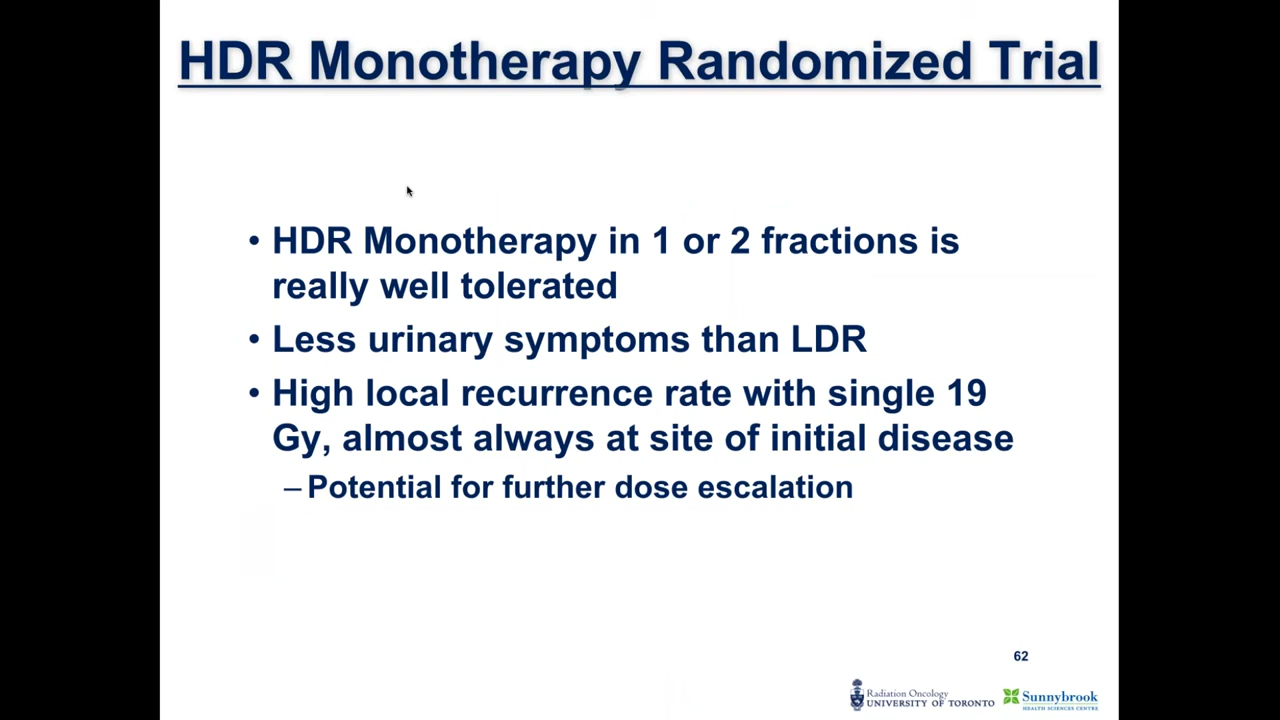 HDR Monotherapy Randomized Trial
• HDR Monotherapy in 1 or 2 fractions is
really well tolerated
• Less urinary symptoms than LDR
• High local recurrence rate with single 19
Gy, almost always at site of initial disease
– Potential for further dose escalation
62
Radiation Oncology
UNIVERSITY OF TORONTO
Sunnybrook
HEALTH SCIENCES CENTRE